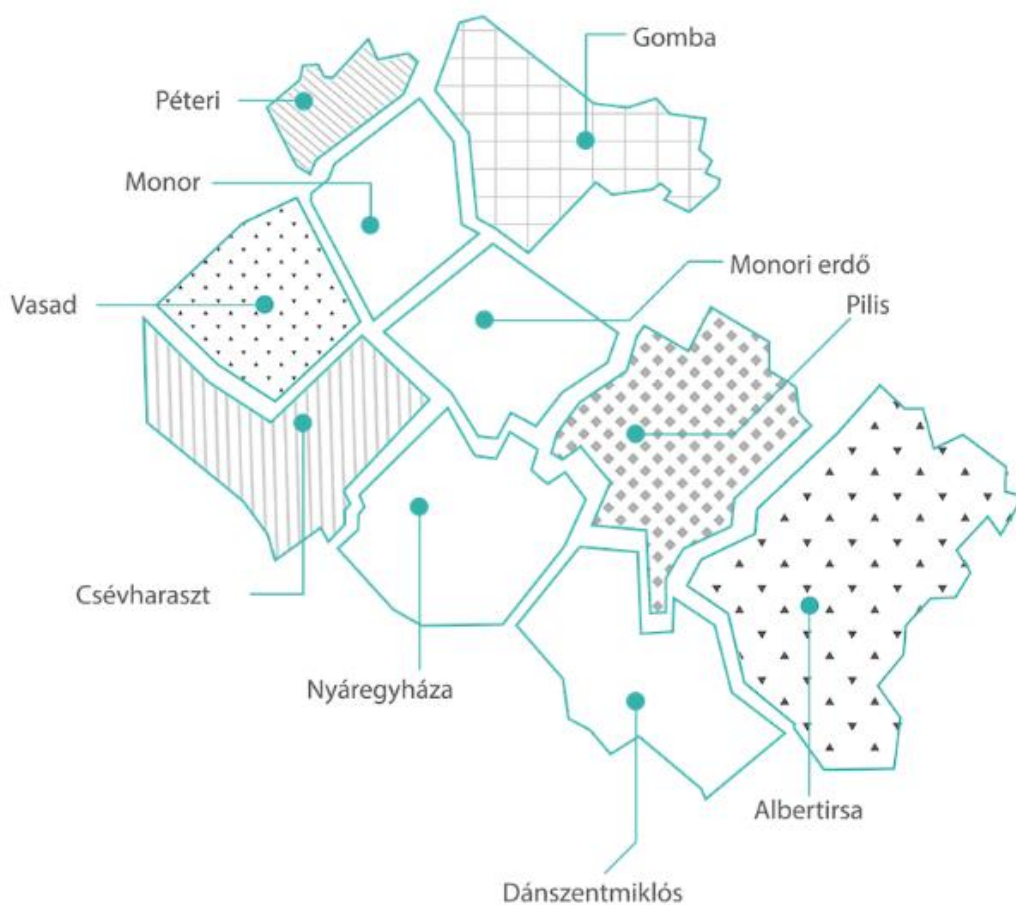 Gomba
Péteri
Monor
Monori erdő
Vasad
Pilis
Csévharaszt
Nyáregyháza
Albertirsa
Dánszentmiklós